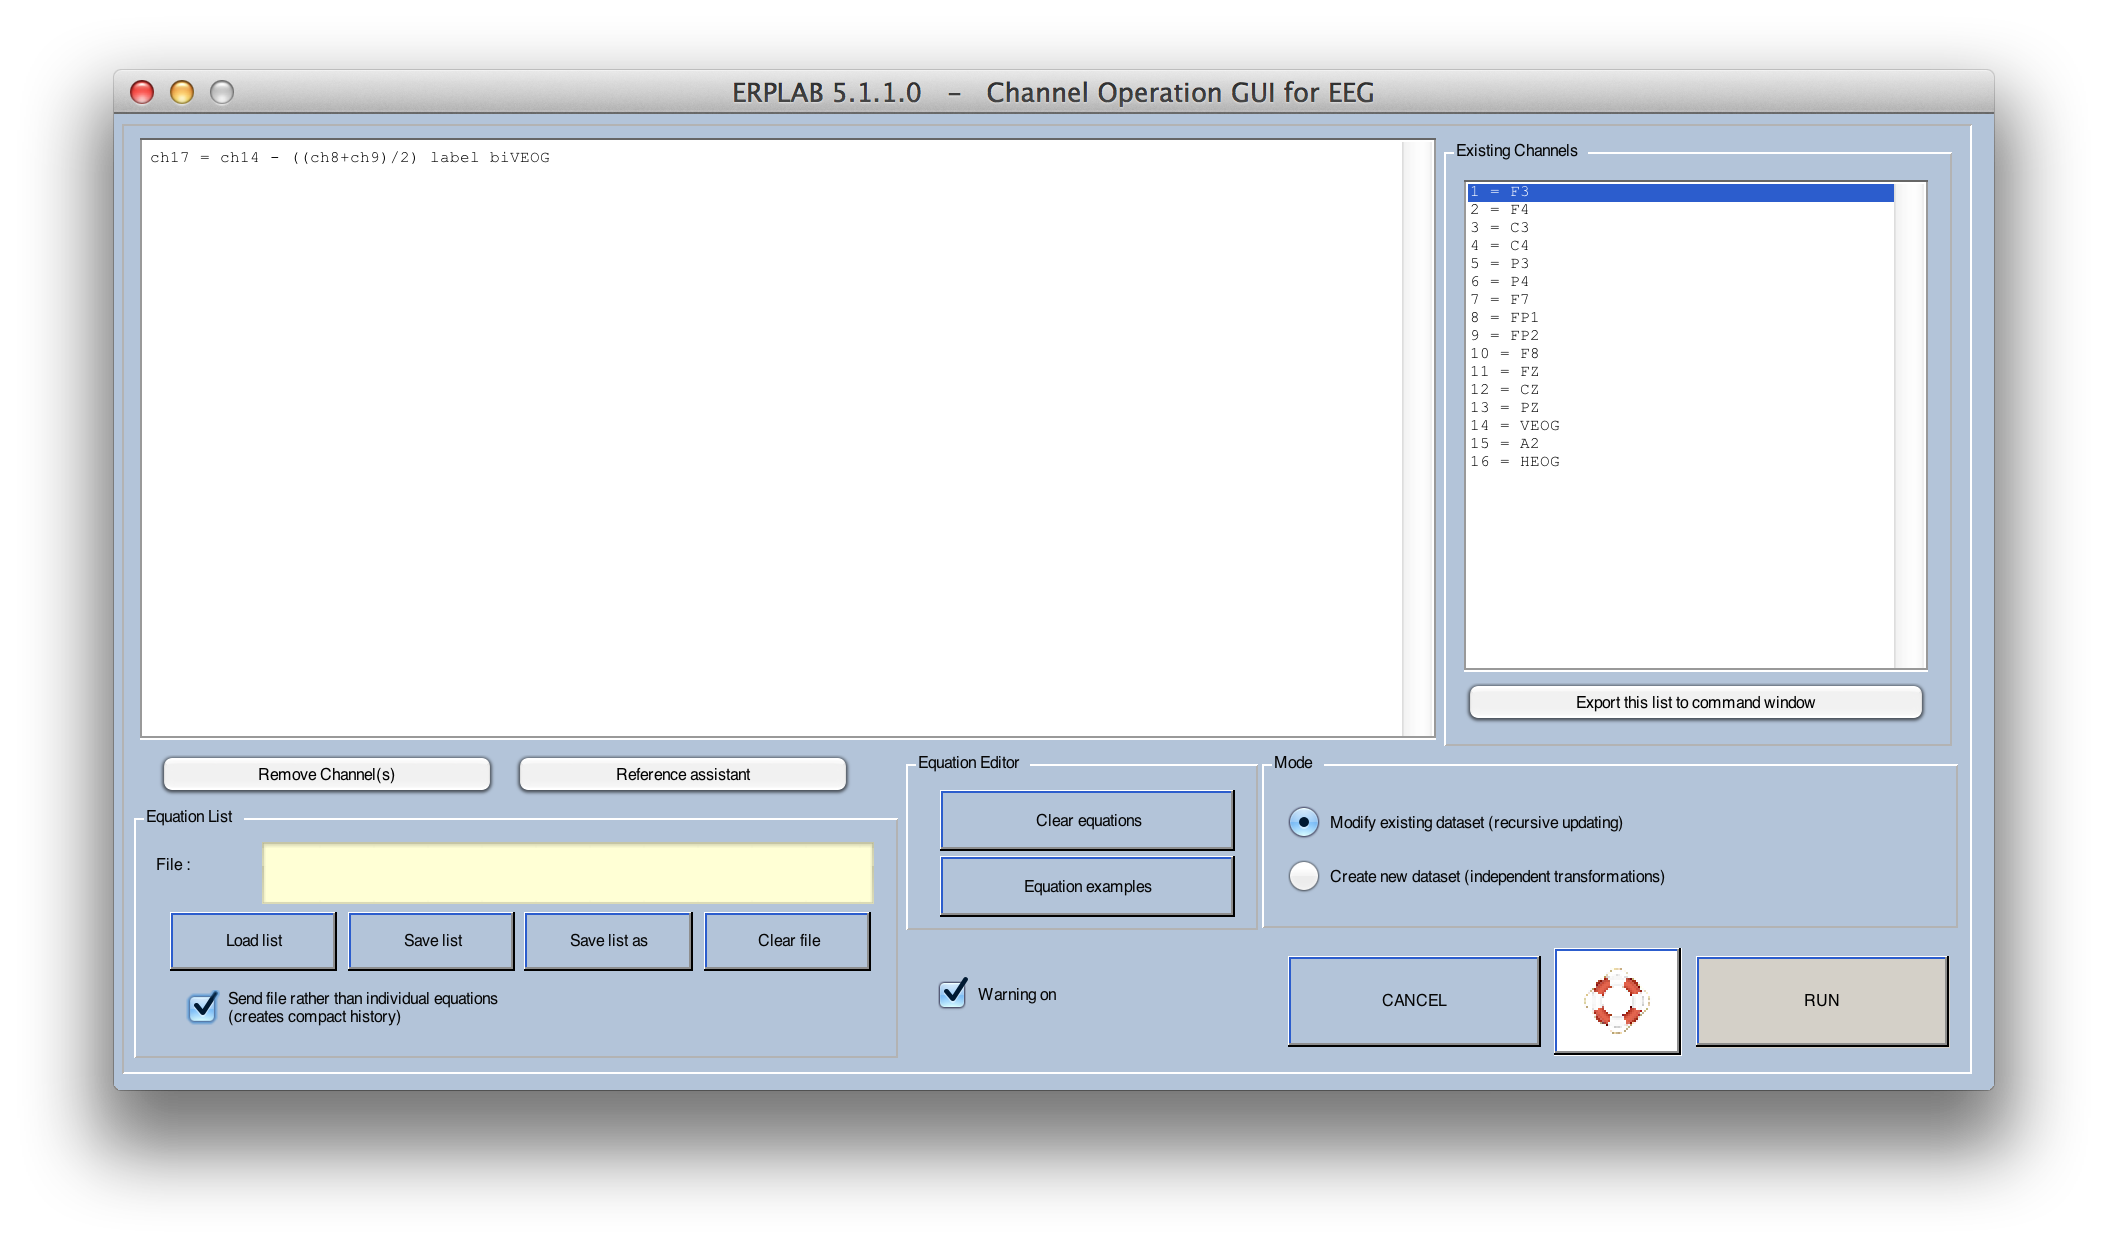 ERPLAB 5.1.1.0 - Channel Operation GUI for EEG
ch17 = ch14 - ((ch8+ch9)/2) label biVEOG
Existing Channels
1 = F3
2 = F4
3 = C3
4 = C4
5 = P3
6 = P4
7 = F7
8 = FP1
9 = FP2
10 = F8
11 = FZ
12 = CZ
13 = PZ
14 = VEOG
15 = A2
16 = HEOG
Export this list to command window
Remove Channel(s)
Reference assistant
Equation List
File :
Load list
Save list
Save list as
Clear file
Send file rather than individual equations
(creates compact history)
Equation Editor
Clear equations
Equation examples
Warning on
Mode
Modify existing dataset (recursive updating)
Create new dataset (independent transformations)
CANCEL
RUN